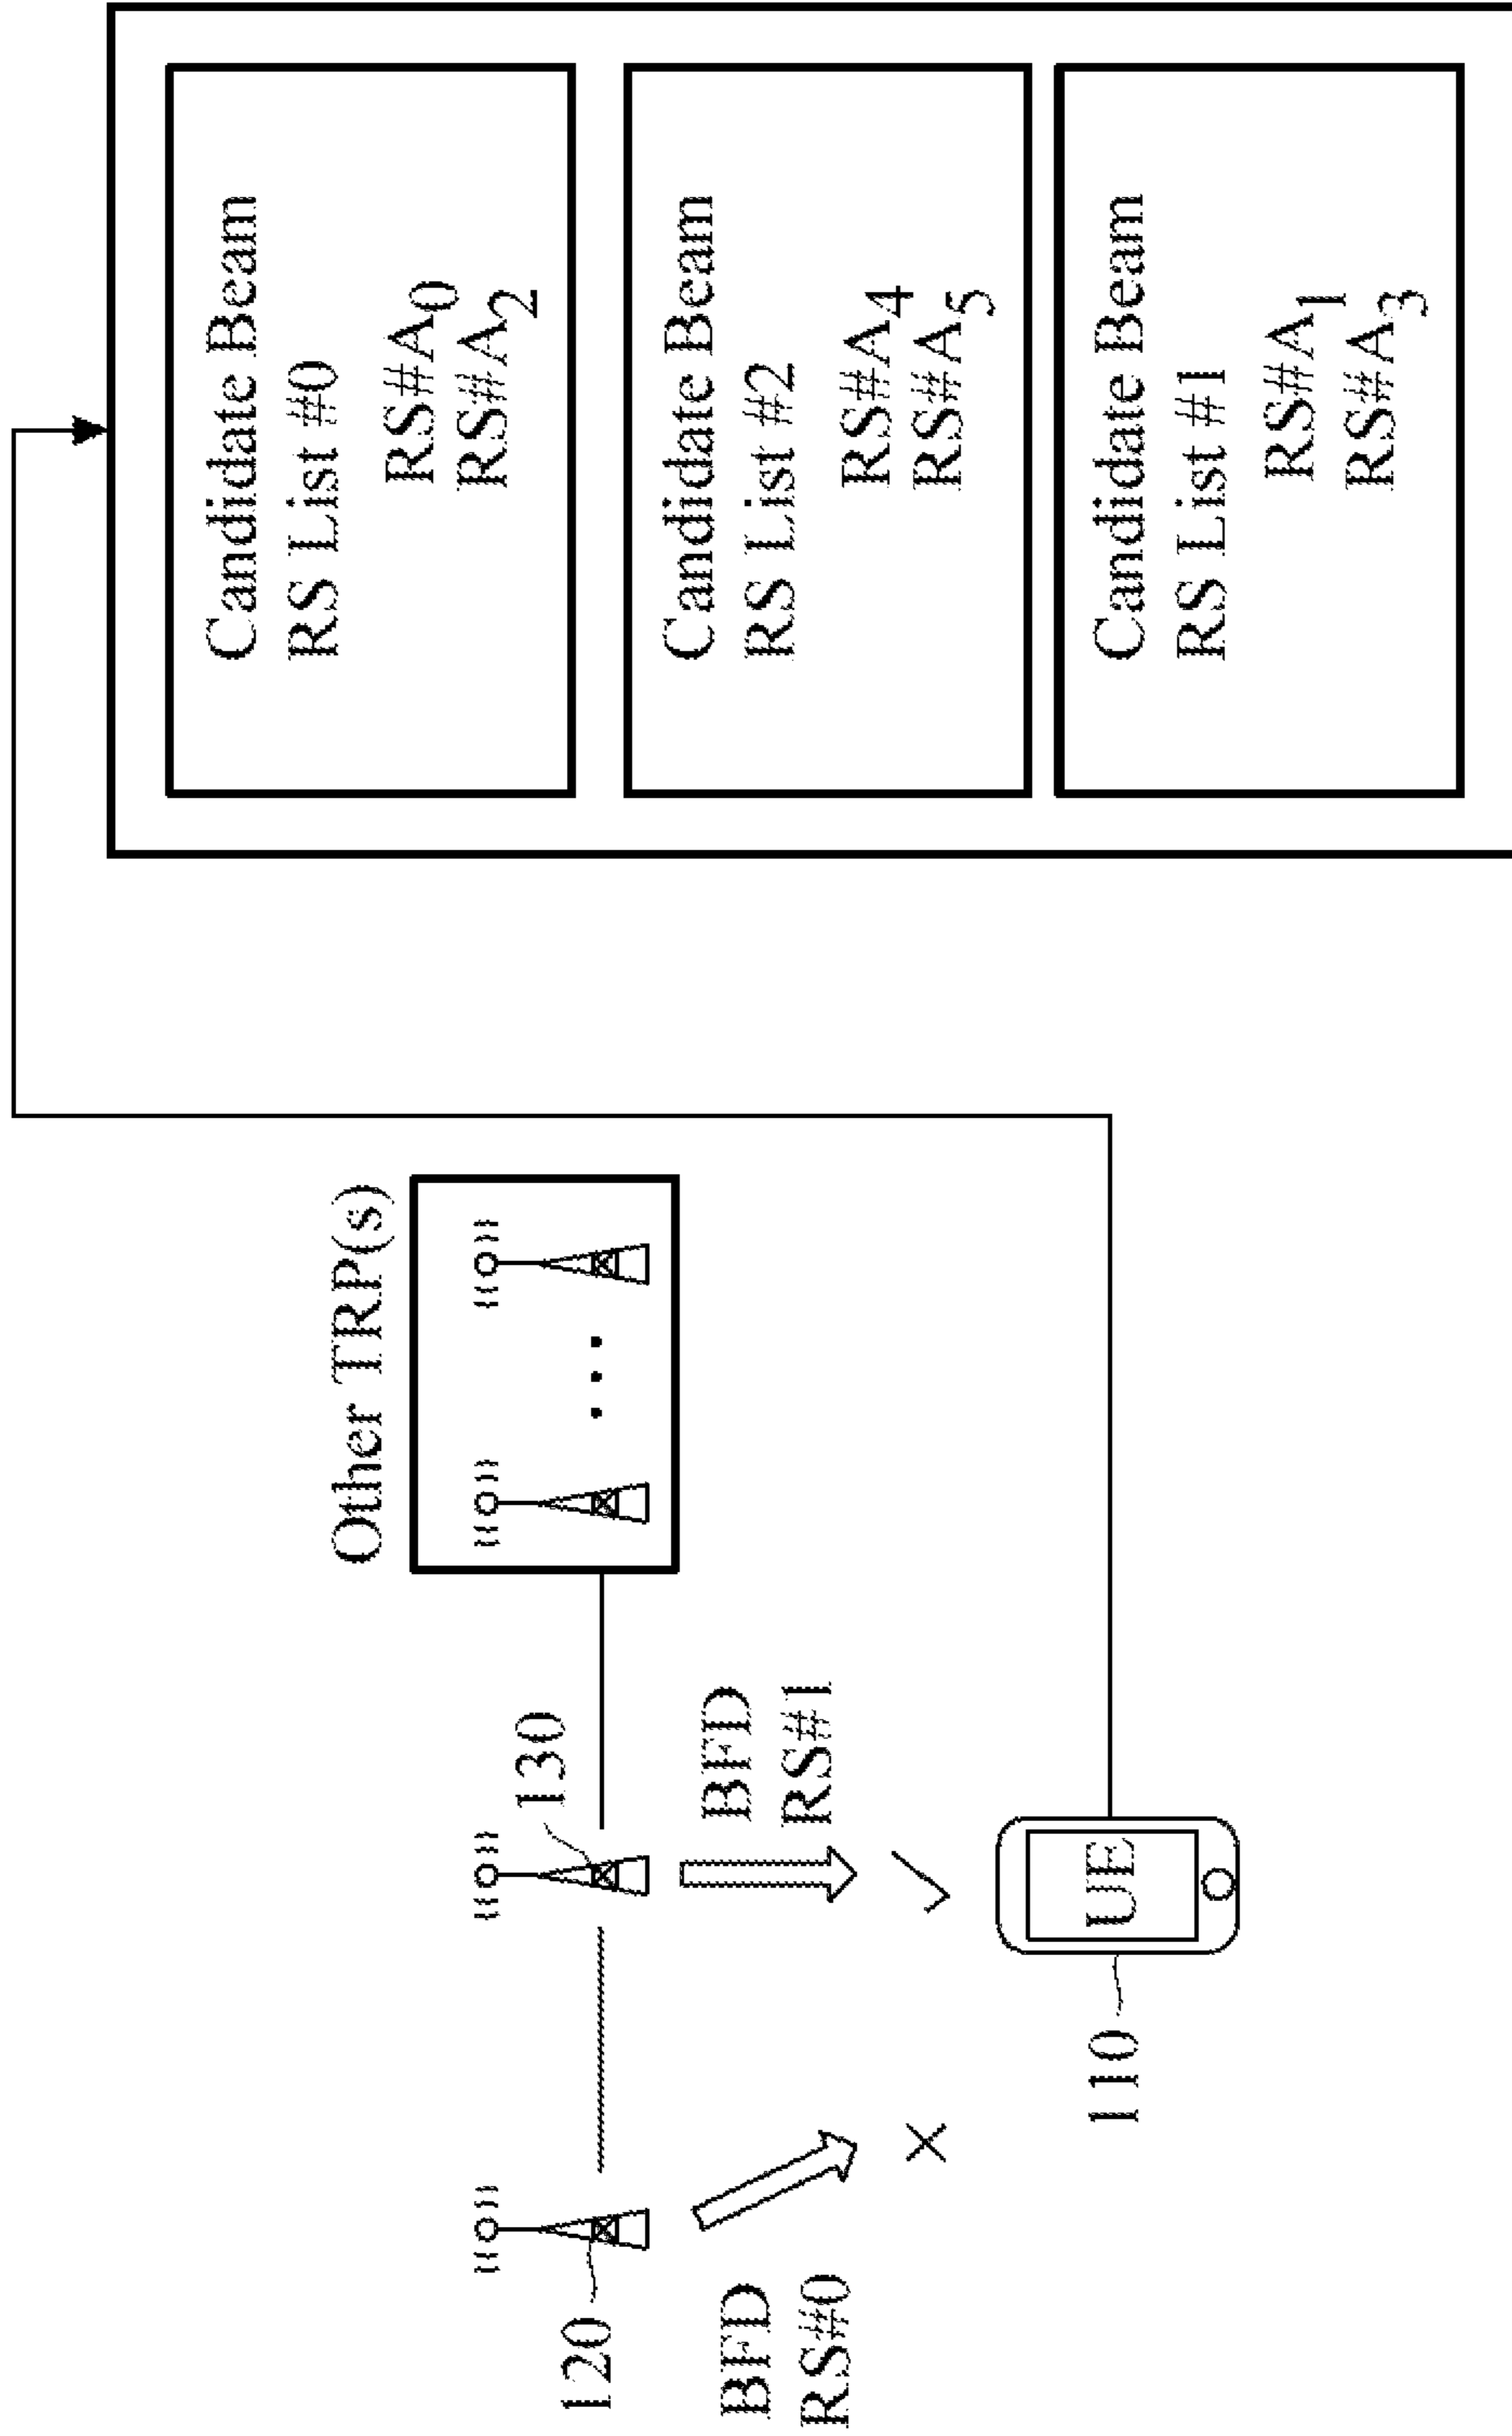 Other TRP(s)
120
130
BFD
RS#0
BFD
RS#1
110
UE
Candidate Beam
RS List #0
RS#A0
RS#A2
Candidate Beam
RS List #2
RS#A4
RS#A5
Candidate Beam
RS List #1
RS#A1
RS#A3